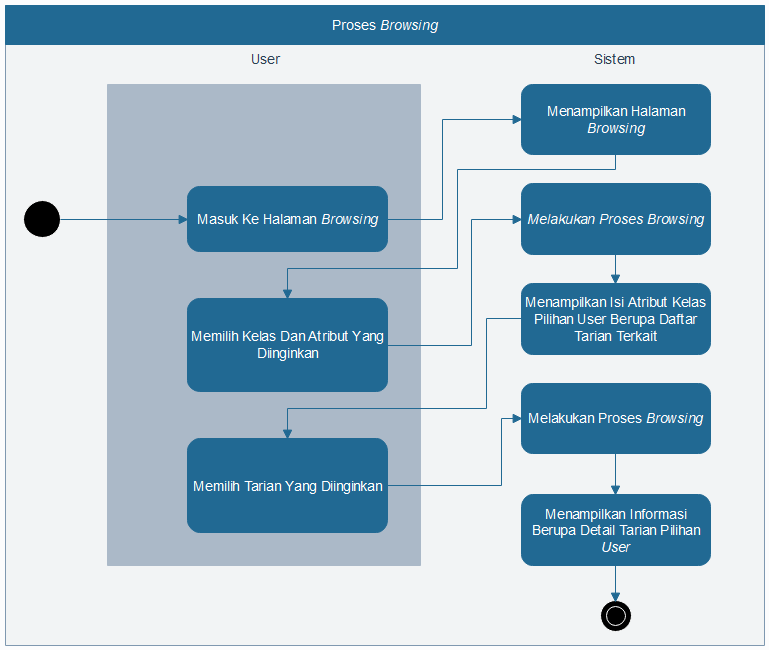 Proses Browsing
User
Sistem
Menampilkan Halaman
Browsing
Masuk Ke Halaman Browsing
Melakukan Proses Browsing
Memilih Kelas Dan Atribut Yang
Diinginkan
Menampilkan Isi Atribut Kelas
Pilihan User Berupa Daftar
Tarian Terkait
Memilih Tarian Yang Diinginkan
Melakukan Proses Browsing
Menampilkan Informasi
Berupa Detail Tarian Pilihan
User